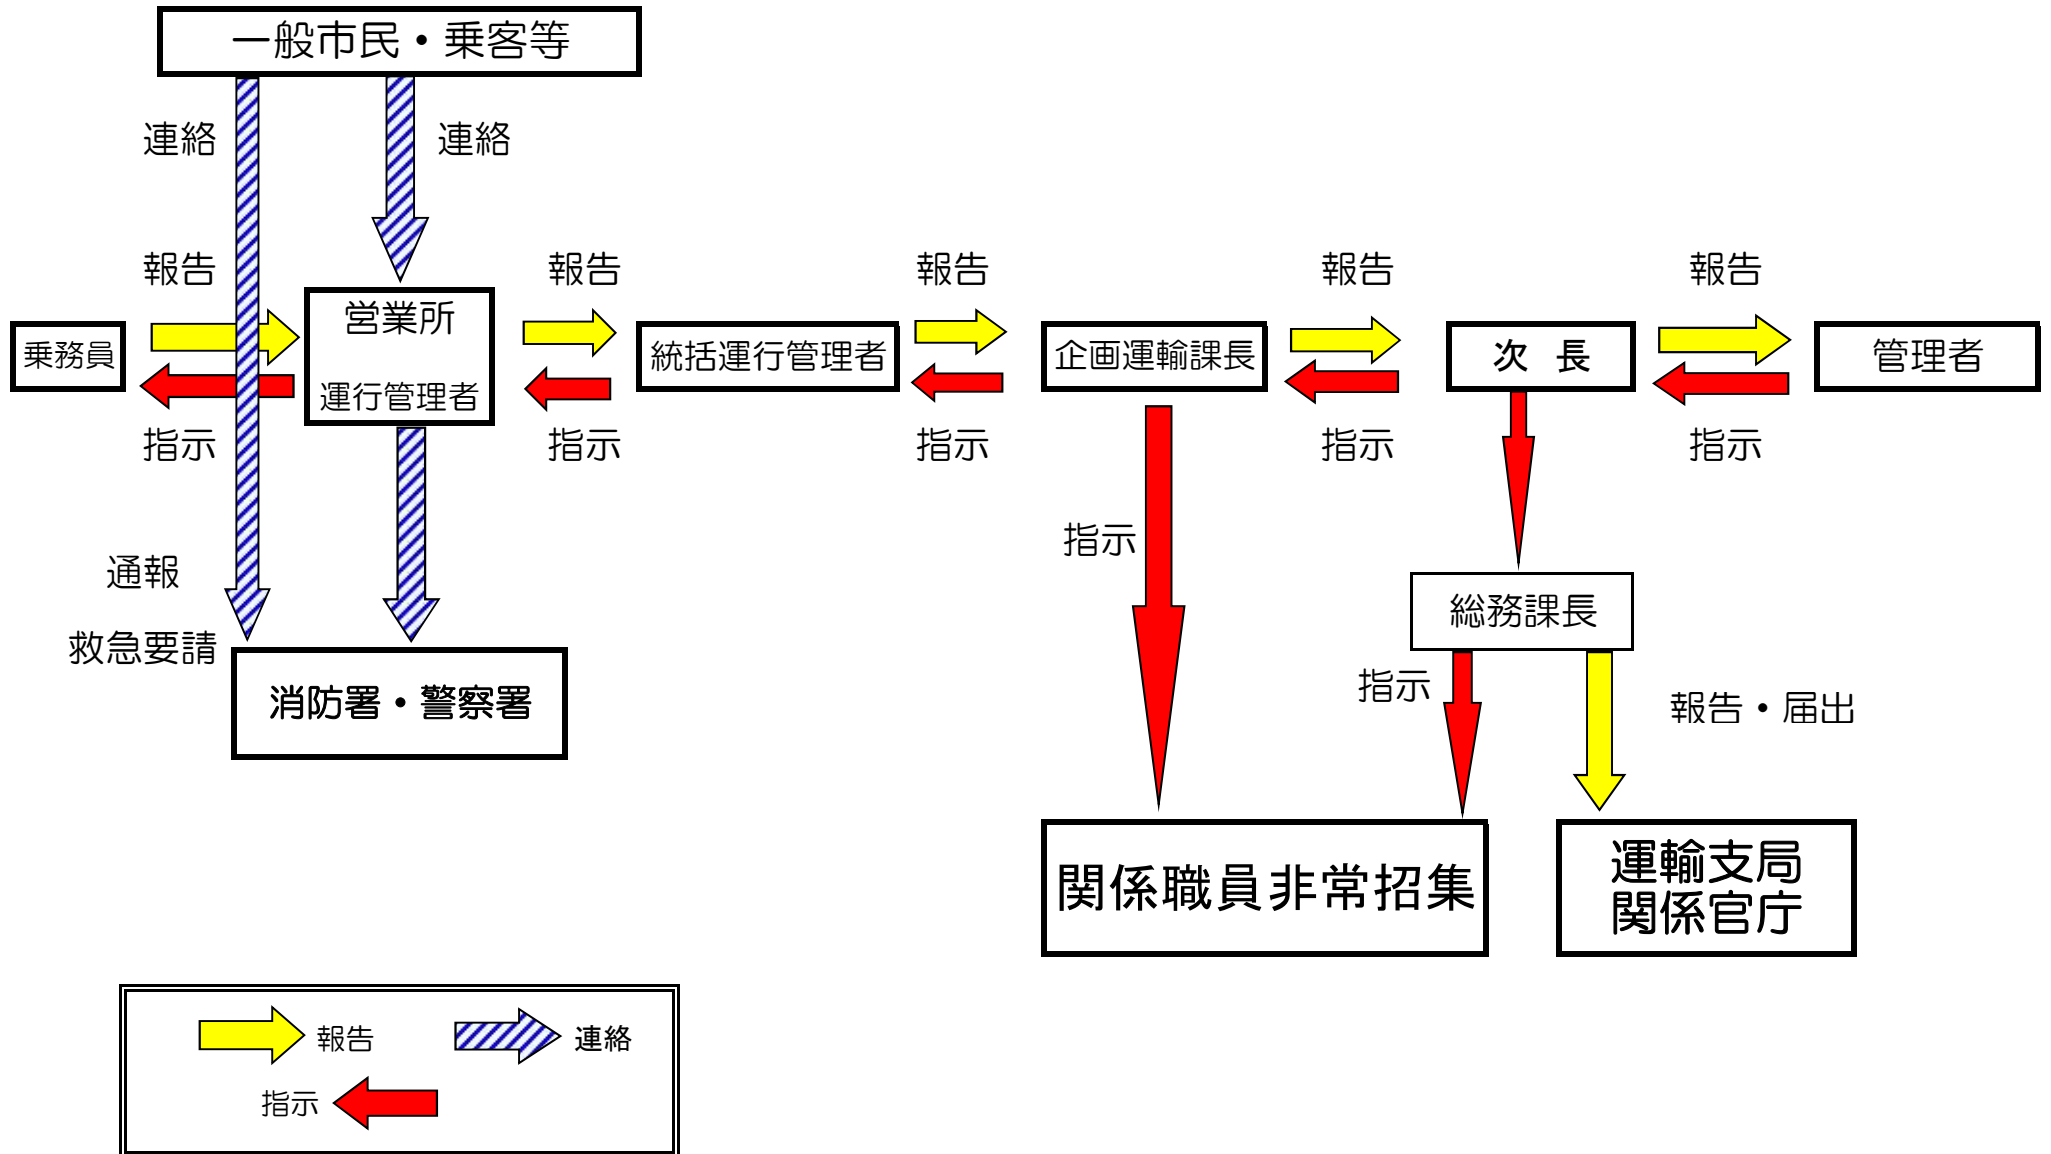 一般市民・乗客等
連絡
連絡
報告
報告
報告
報告
報告
乗務員
営業所
運行管理者
統括運行管理者
企画運輸課長
次 長
管理者
指示
指示
指示
指示
指示
指示
通報
救急要請
総務課長
消防署・警察署
指示
報告・届出
関係職員非常招集
運輸支局
関係官庁
報告
連絡
指示